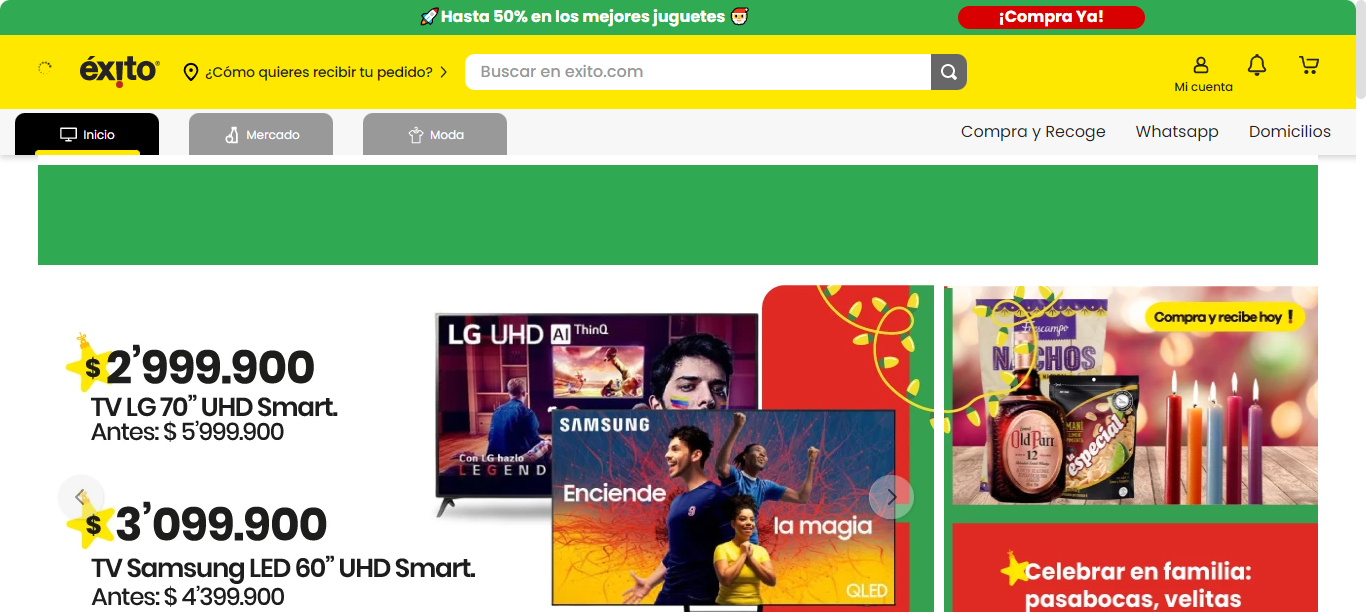 🚀Hasta 50% en los mejores juguetes 🎅
¡Compra Ya!
éxito
¿Cómo quieres recibir tu pedido?
Buscar en exito.com
Mi cuenta
Inicio
Mercado
Moda
Compra y Recoge
Whatsapp
Domicilios
$2'999.900
TV LG 70” UHD Smart.
Antes: $ 5'999.900
$3'099.900
TV Samsung LED 60” UHD Smart.
Antes: $ 4'399.900
LG UHD AI ThinQ
Con LG hazlo
LEGEND
SAMSUNG
Enciende
la magia
QLED
Compra y recibe hoy !
Frescampo
NACHOS
Grand
Old Parr
12
MANÍ
la especial
Celebrar en familia:
pasabocas, velitas